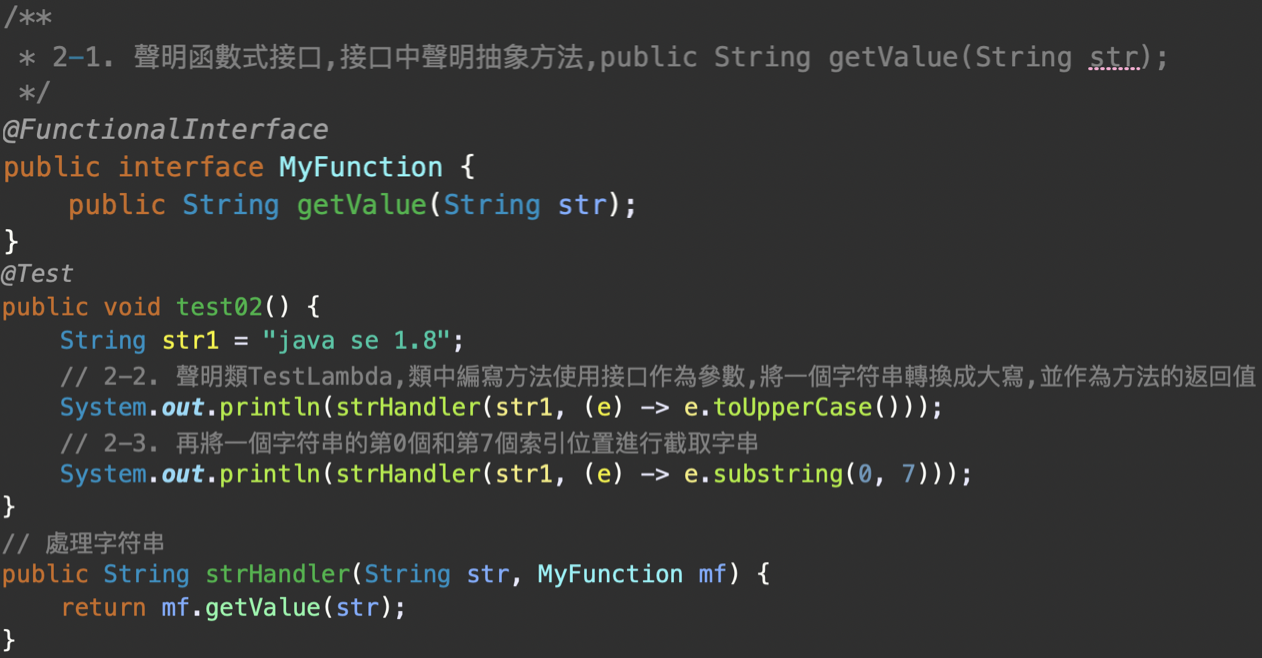 /**
 * 2-1. 聲明函數式接口,接口中聲明抽象方法,public String getValue(String str);
 */
@FunctionalInterface
public interface MyFunction {
    public String getValue(String str);
}
@Test
public void test02() {
    String str1 = "java se 1.8";
    // 2-2. 聲明類TestLambda,類中編寫方法使用接口作為參數,將一個字符串轉換成大寫,並作為方法的返回值
    System.out.println(strHandler(str1, (e) -> e.toUpperCase()));
    // 2-3. 再將一個字符串的第0個和第7個索引位置進行截取字串
    System.out.println(strHandler(str1, (e) -> e.substring(0, 7)));
}
// 處理字符串
public String strHandler(String str, MyFunction mf) {
    return mf.getValue(str);
}